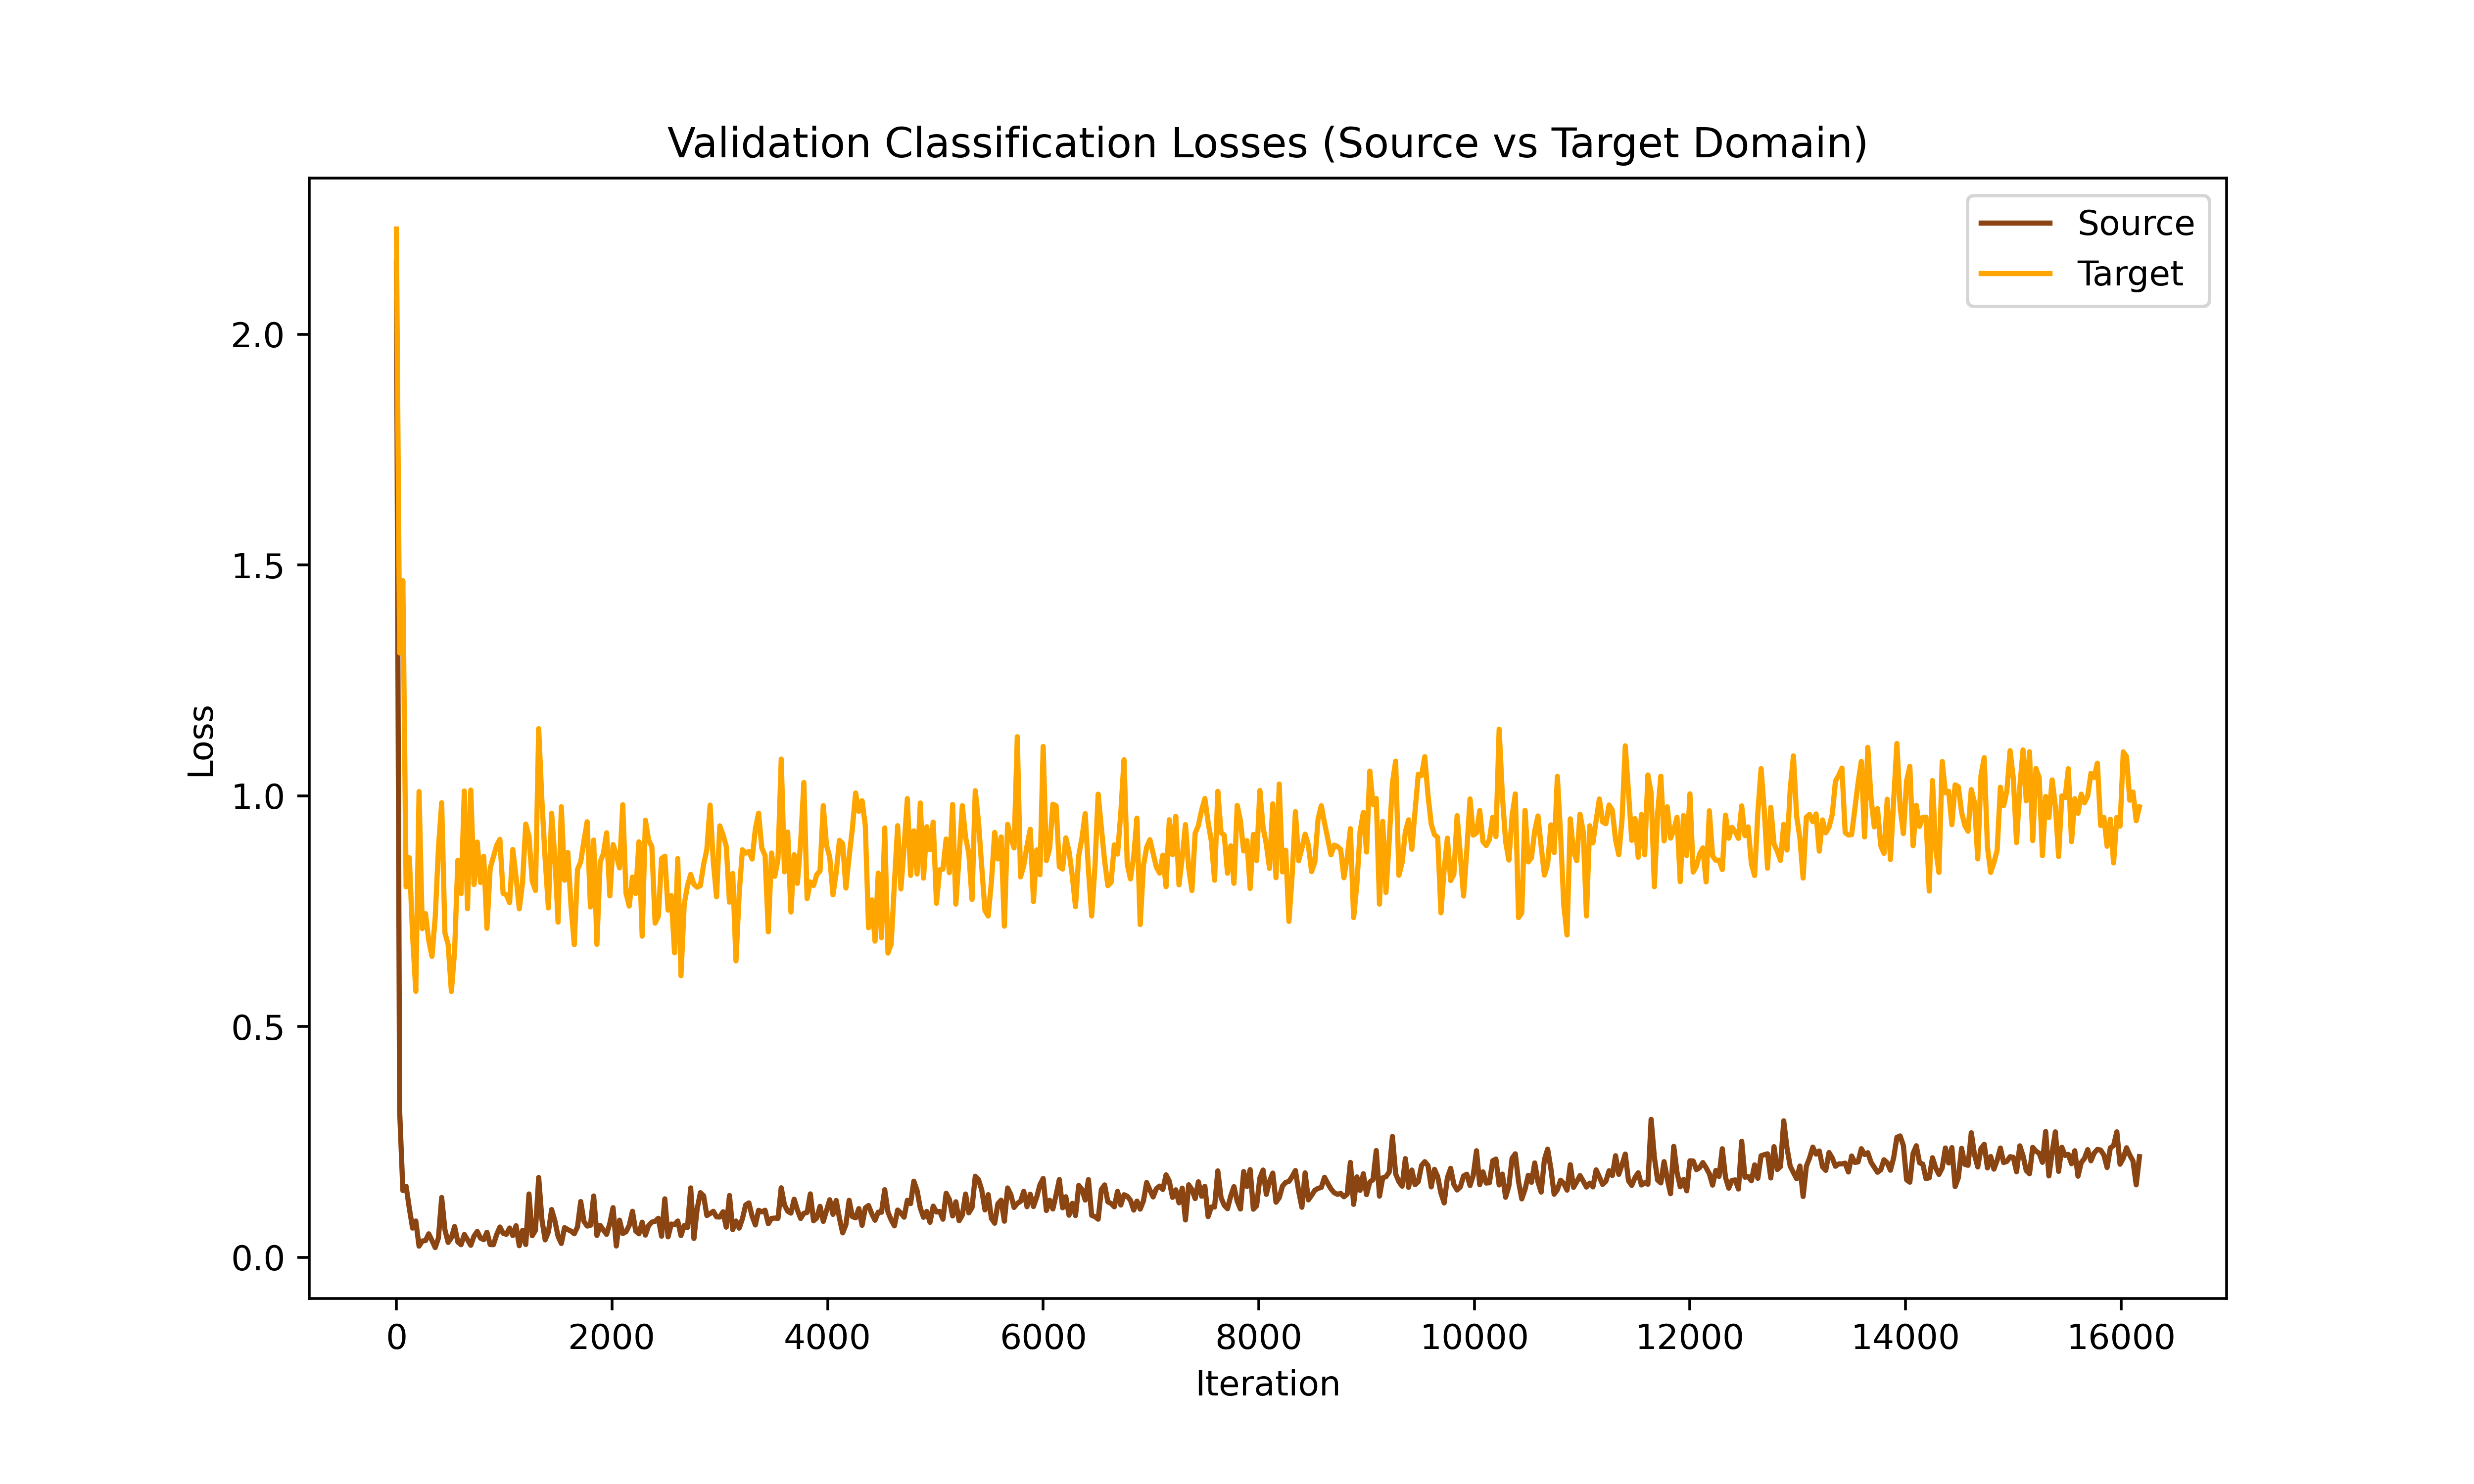 Validation Classification Losses (Source vs Target Domain)
Source
Target
2.0
1.5
1.0
0.5
0.0
Loss
0 2000 4000 6000 8000 10000 12000 14000 16000
Iteration